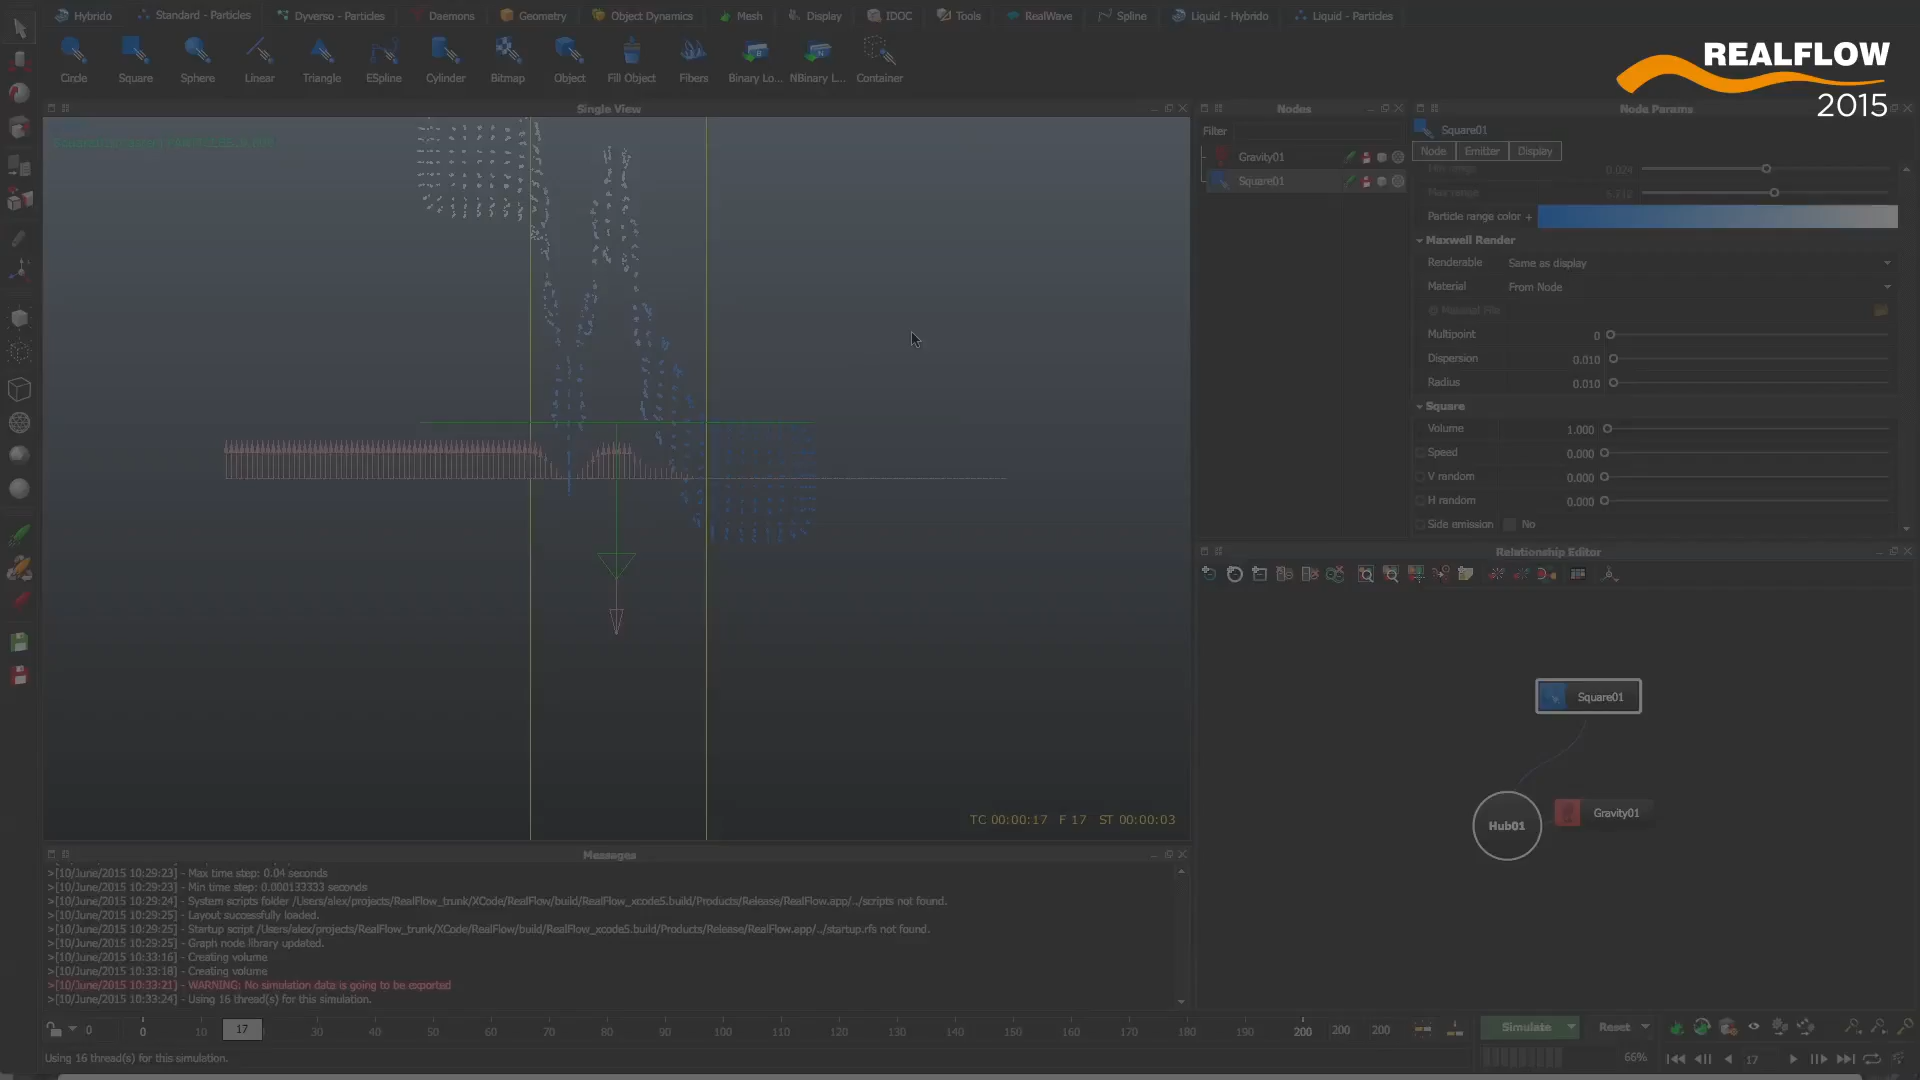 Hybrido
Standard - Particles
Dyverso - Particles
Daemons
Geometry
Object Dynamics
Mesh
Display
IDOC
Tools
RealWave
Spline
Liquid - Hybrido
Liquid - Particles
REALFLOW
2015
Circle
Square
Sphere
Linear
Triangle
ESpline
Cylinder
Bitmap
Object
Fill Object
Fibers
Binary Lo...
NBinary L...
Container
Single View
Nodes
Node Params
Filter
Gravity01
Square01
Square01
Node
Emitter
Display
0.024
Max range
Particle range color +
Maxwell Render
Renderable Same as display
Material From Node
Material File
Multipoint 0
Dispersion 0.010
Radius 0.010
Square
Volume 1.000
Speed 0.000
V random 0.000
H random 0.000
Side emission No
Relationship Editor
Square01
Hub01
Gravity01
TC 00:00:17 F 17 ST 00:00:03
Messages
>[10/June/2015 10:29:23] - Max time step: 0.04 seconds
>[10/June/2015 10:29:23] - Min time step: 0.000133333 seconds
>[10/June/2015 10:29:24] - System scripts folder /Users/alex/projects/RealFlow_trunk/XCode/RealFlow/build/RealFlow_xcode5.build/Products/Release/RealFlow.app/../scripts not found.
>[10/June/2015 10:29:25] - Layout successfully loaded.
>[10/June/2015 10:29:25] - Startup script /Users/alex/projects/RealFlow_trunk/XCode/RealFlow/build/RealFlow_xcode5.build/Products/Release/RealFlow.app/../startup.rfs not found.
>[10/June/2015 10:29:25] - Graph node library updated.
>[10/June/2015 10:33:16] - Creating volume
>[10/June/2015 10:33:18] - Creating volume
>[10/June/2015 10:33:21] - WARNING: No simulation data is going to be exported
>[10/June/2015 10:33:24] - Using 16 thread(s) for this simulation.
0 0 10 17 30 40 50 60 70 80 90 100 110 120 130 140 150 160 170 180 190 200 200 200
Simulate
Reset
Using 16 thread(s) for this simulation.
66%
17